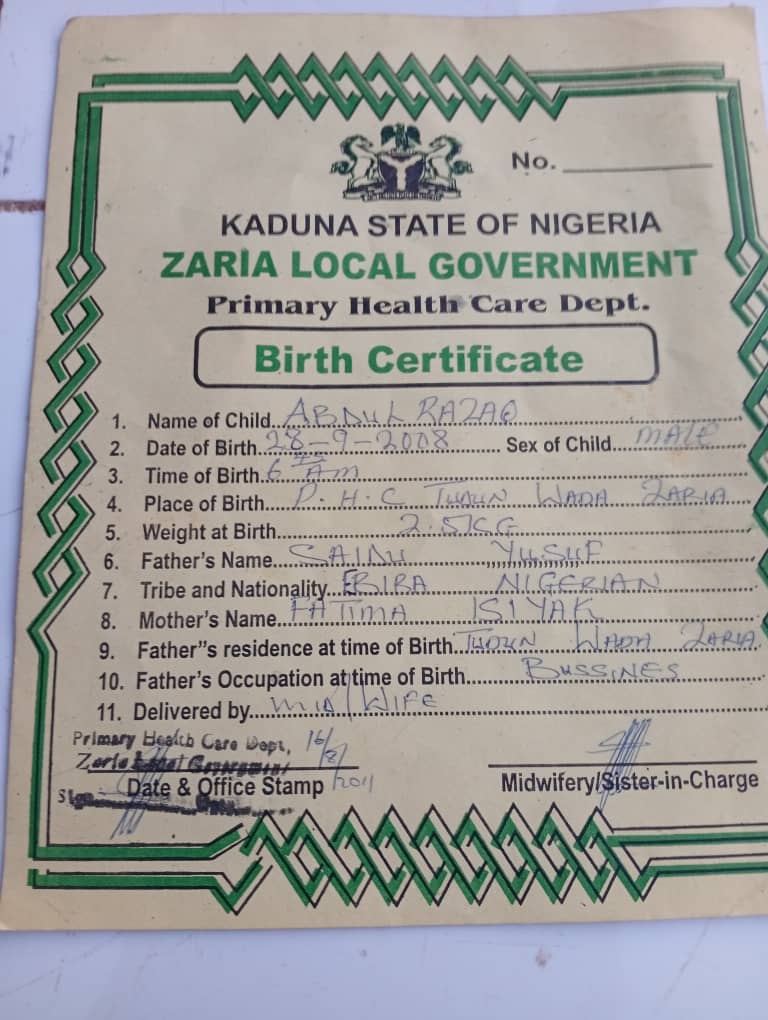 No.
KADUNA STATE OF NIGERIA
ZARIA LOCAL GOVERNMENT
Primary Health Care Dept.
Birth Certificate
1. Name of Child ABDUL RAZAQ
2. Date of Birth 28-9-2008 Sex of Child MALE
3. Time of Birth 6 AM
4. Place of Birth P.H.C TUDUN WADA ZARIA
5. Weight at Birth 2.5KG
6. Father's Name SAIDU YUSUF
7. Tribe and Nationality EBIRA NIGERIAN
8. Mother's Name FATIMA ISIYAK
9. Father"s residence at time of Birth TUDUN WADA ZARIA
10. Father's Occupation at time of Birth BUSSINES
11. Delivered by MID/WIFE
Primary Health Care Dept, 16/8/2011
Zaria Local Government
Date & Office Stamp Midwifery/Sister-in-Charge